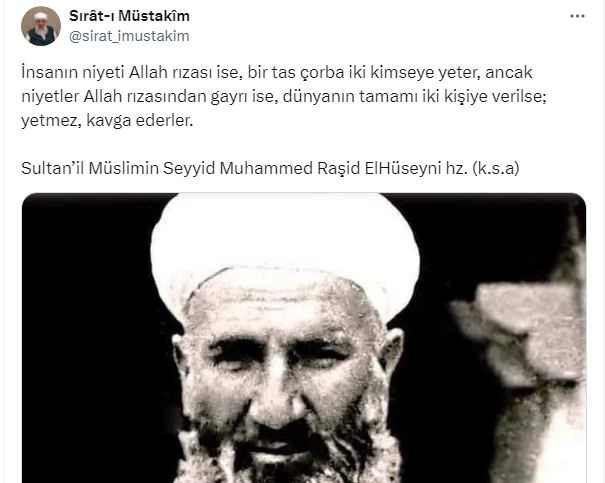 Sırât-ı Müstakîm
@sirat_imustakim
İnsanın niyeti Allah rızası ise, bir tas çorba iki kimseye yeter, ancak
niyetler Allah rızasından gayrı ise, dünyanın tamamı iki kişiye verilse;
yetmez, kavga ederler.
Sultan’il Müslimin Seyyid Muhammed Raşid ElHüseyni hz. (k.s.a)